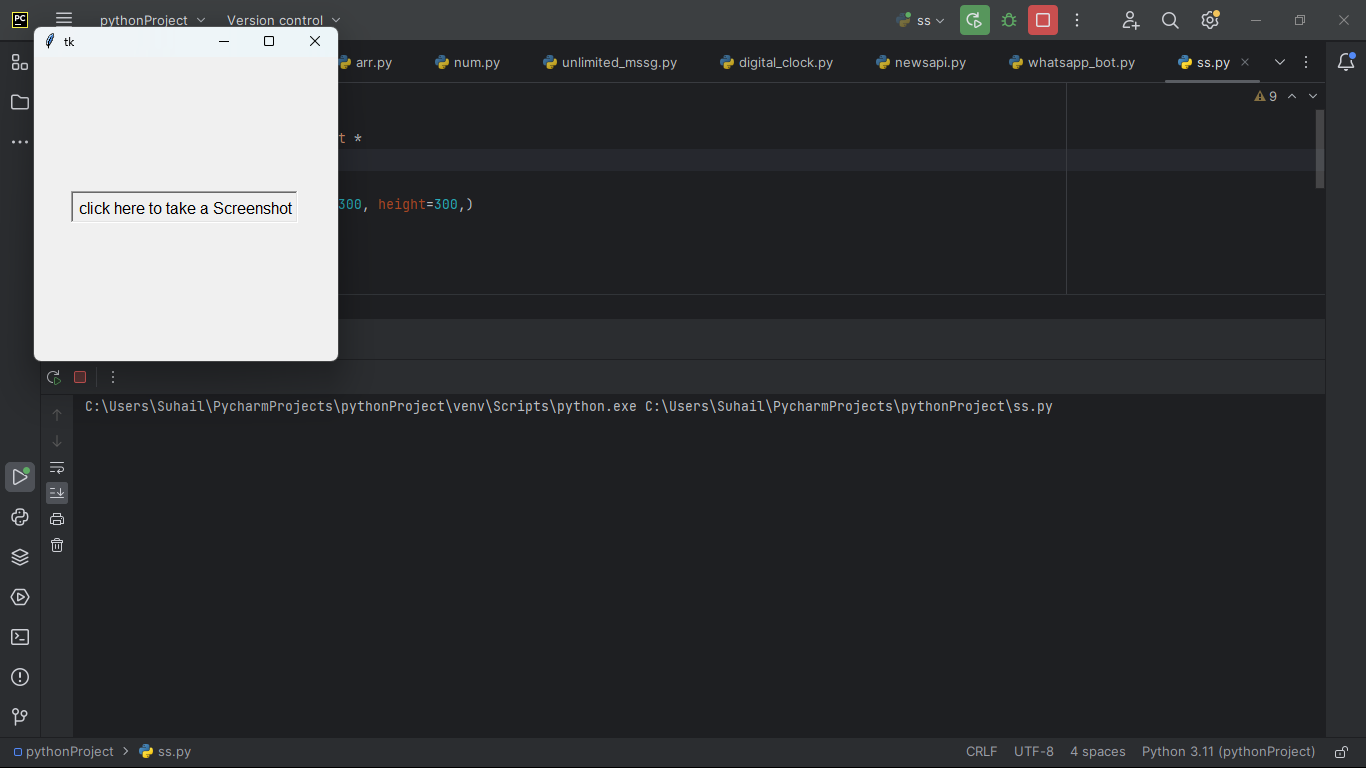 PC pythonProject Version control ss
tk
arr.py num.py unlimited_mssg.py digital_clock.py newsapi.py whatsapp_bot.py ss.py
9
t *
click here to take a Screenshot
300, height=300,)
C:\Users\Suhail\PycharmProjects\pythonProject\venv\Scripts\python.exe C:\Users\Suhail\PycharmProjects\pythonProject\ss.py
pythonProject > ss.py CRLF UTF-8 4 spaces Python 3.11 (pythonProject)